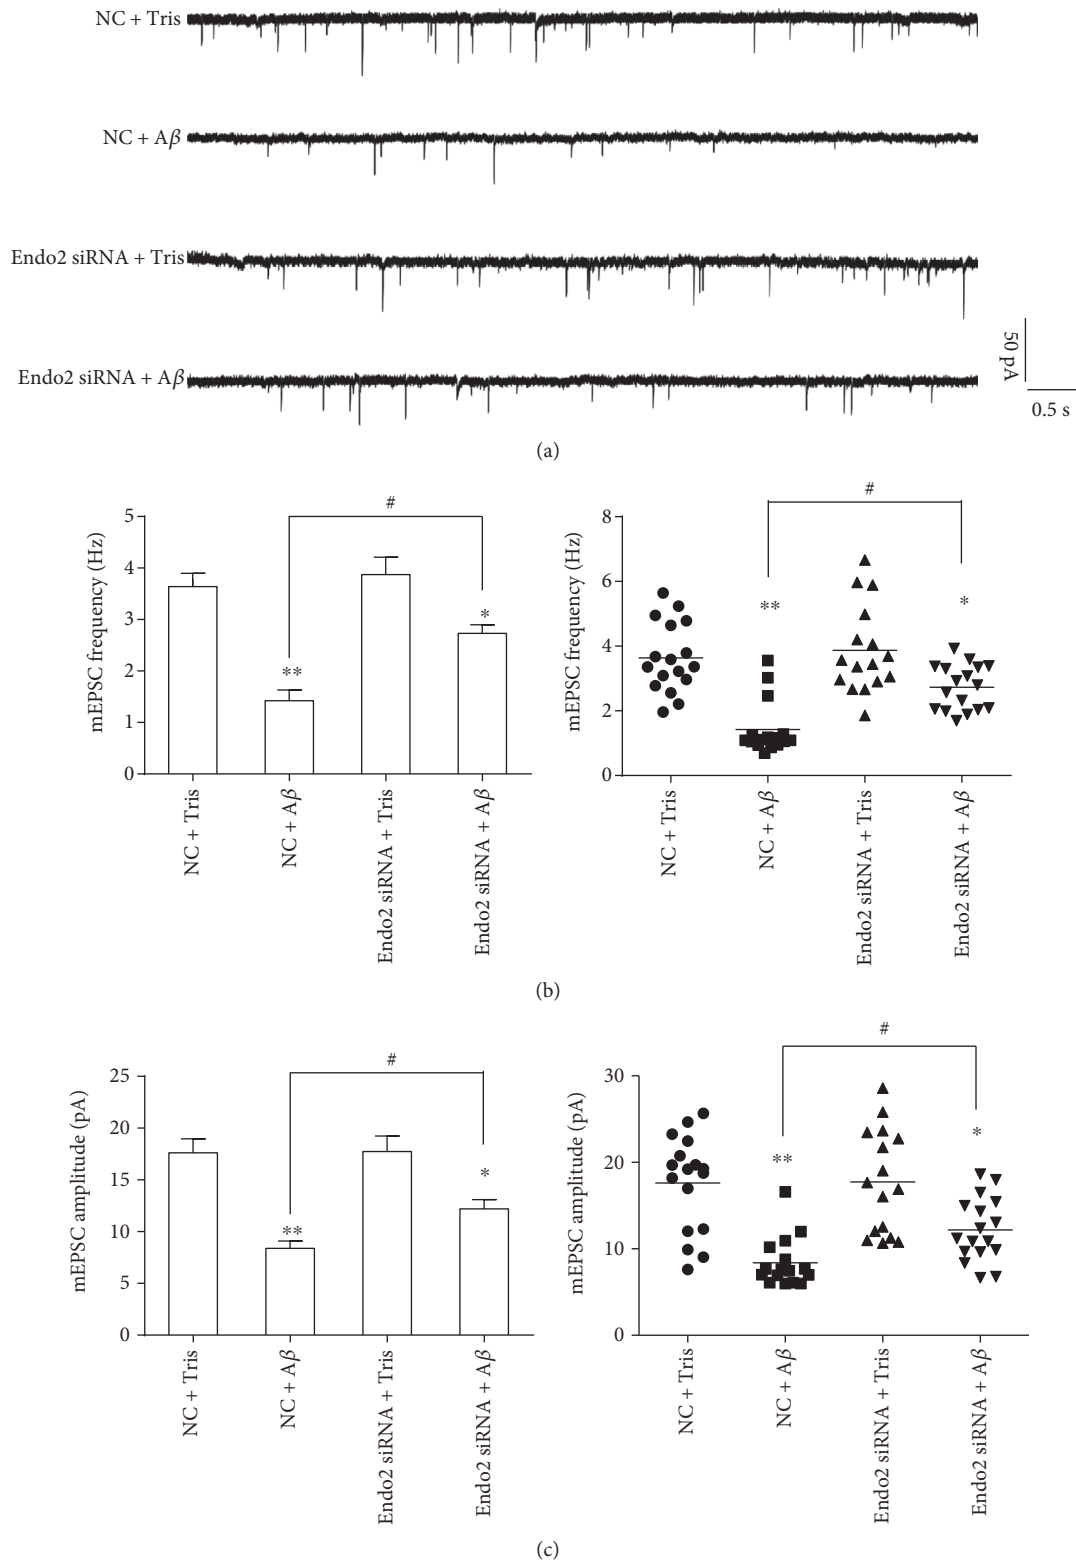 NC + Tris
NC + Aβ
Endo2 siRNA + Tris
Endo2 siRNA + Aβ
50 pA
0.5 s
(a)
#
**
*
mEPSC frequency (Hz)
5
4
3
2
1
0
NC + Tris
NC + Aβ
Endo2 siRNA + Tris
Endo2 siRNA + Aβ
#
**
*
mEPSC frequency (Hz)
8
6
4
2
0
NC + Tris
NC + Aβ
Endo2 siRNA + Tris
Endo2 siRNA + Aβ
(b)
#
**
*
mEPSC amplitude (pA)
25
20
15
10
5
0
NC + Tris
NC + Aβ
Endo2 siRNA + Tris
Endo2 siRNA + Aβ
#
**
*
mEPSC amplitude (pA)
30
20
10
0
NC + Tris
NC + Aβ
Endo2 siRNA + Tris
Endo2 siRNA + Aβ
(c)